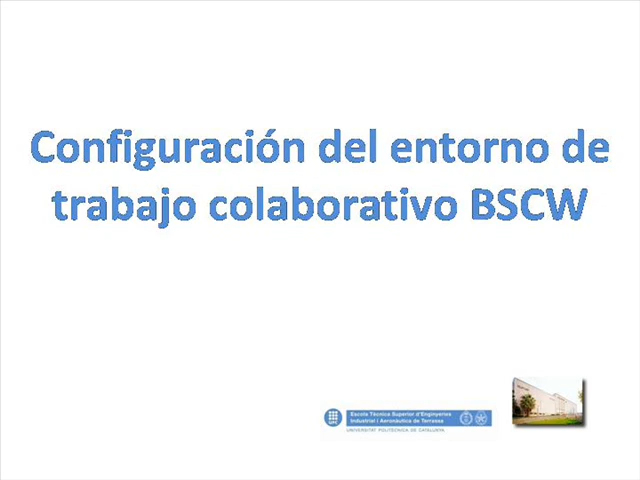 Configuración del entorno de
trabajo colaborativo BSCW
UPC
Escola Tècnica Superior d'Enginyeries
Industrial i Aeronàutica de Terrassa
UNIVERSITAT POLITÈCNICA DE CATALUNYA